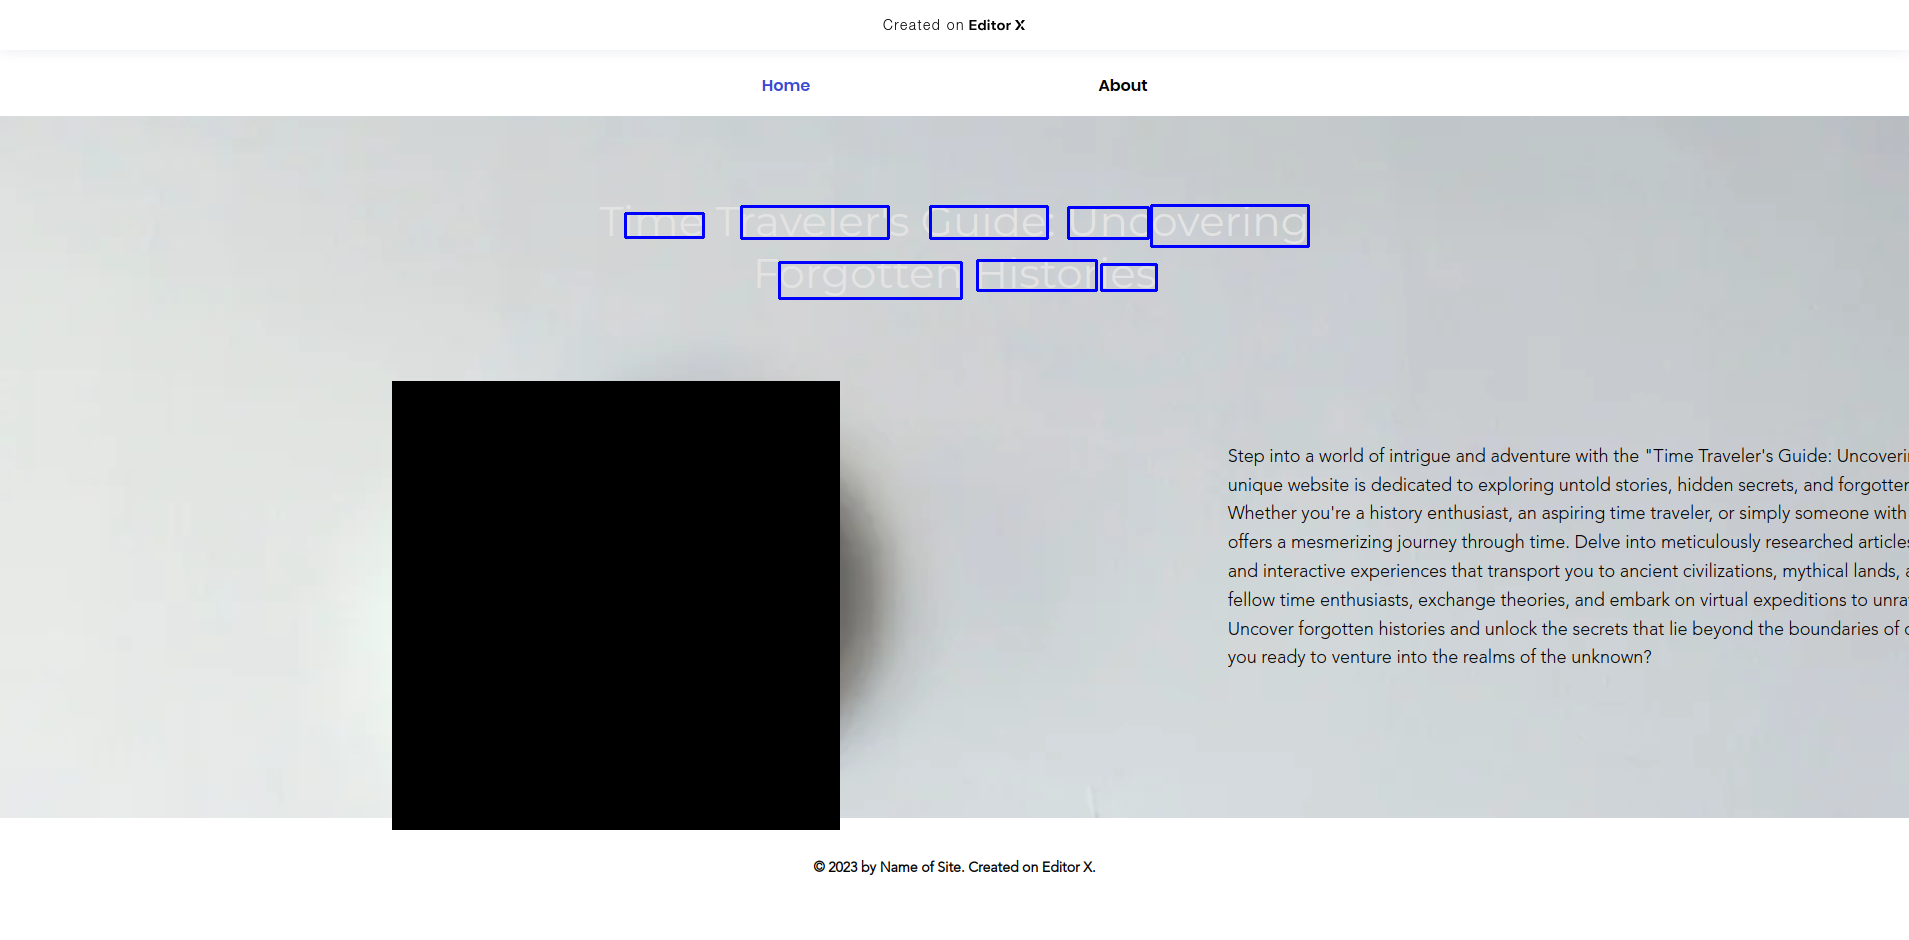 Created on Editor X
Home About
Time Traveler's Guide: Uncovering
Forgotten Histories
Step into a world of intrigue and adventure with the "Time Traveler's Guide: Uncoveri
unique website is dedicated to exploring untold stories, hidden secrets, and forgotten
Whether you're a history enthusiast, an aspiring time traveler, or simply someone with
offers a mesmerizing journey through time. Delve into meticulously researched articles
and interactive experiences that transport you to ancient civilizations, mythical lands, a
fellow time enthusiasts, exchange theories, and embark on virtual expeditions to unra
Uncover forgotten histories and unlock the secrets that lie beyond the boundaries of
you ready to venture into the realms of the unknown?
© 2023 by Name of Site. Created on Editor X.